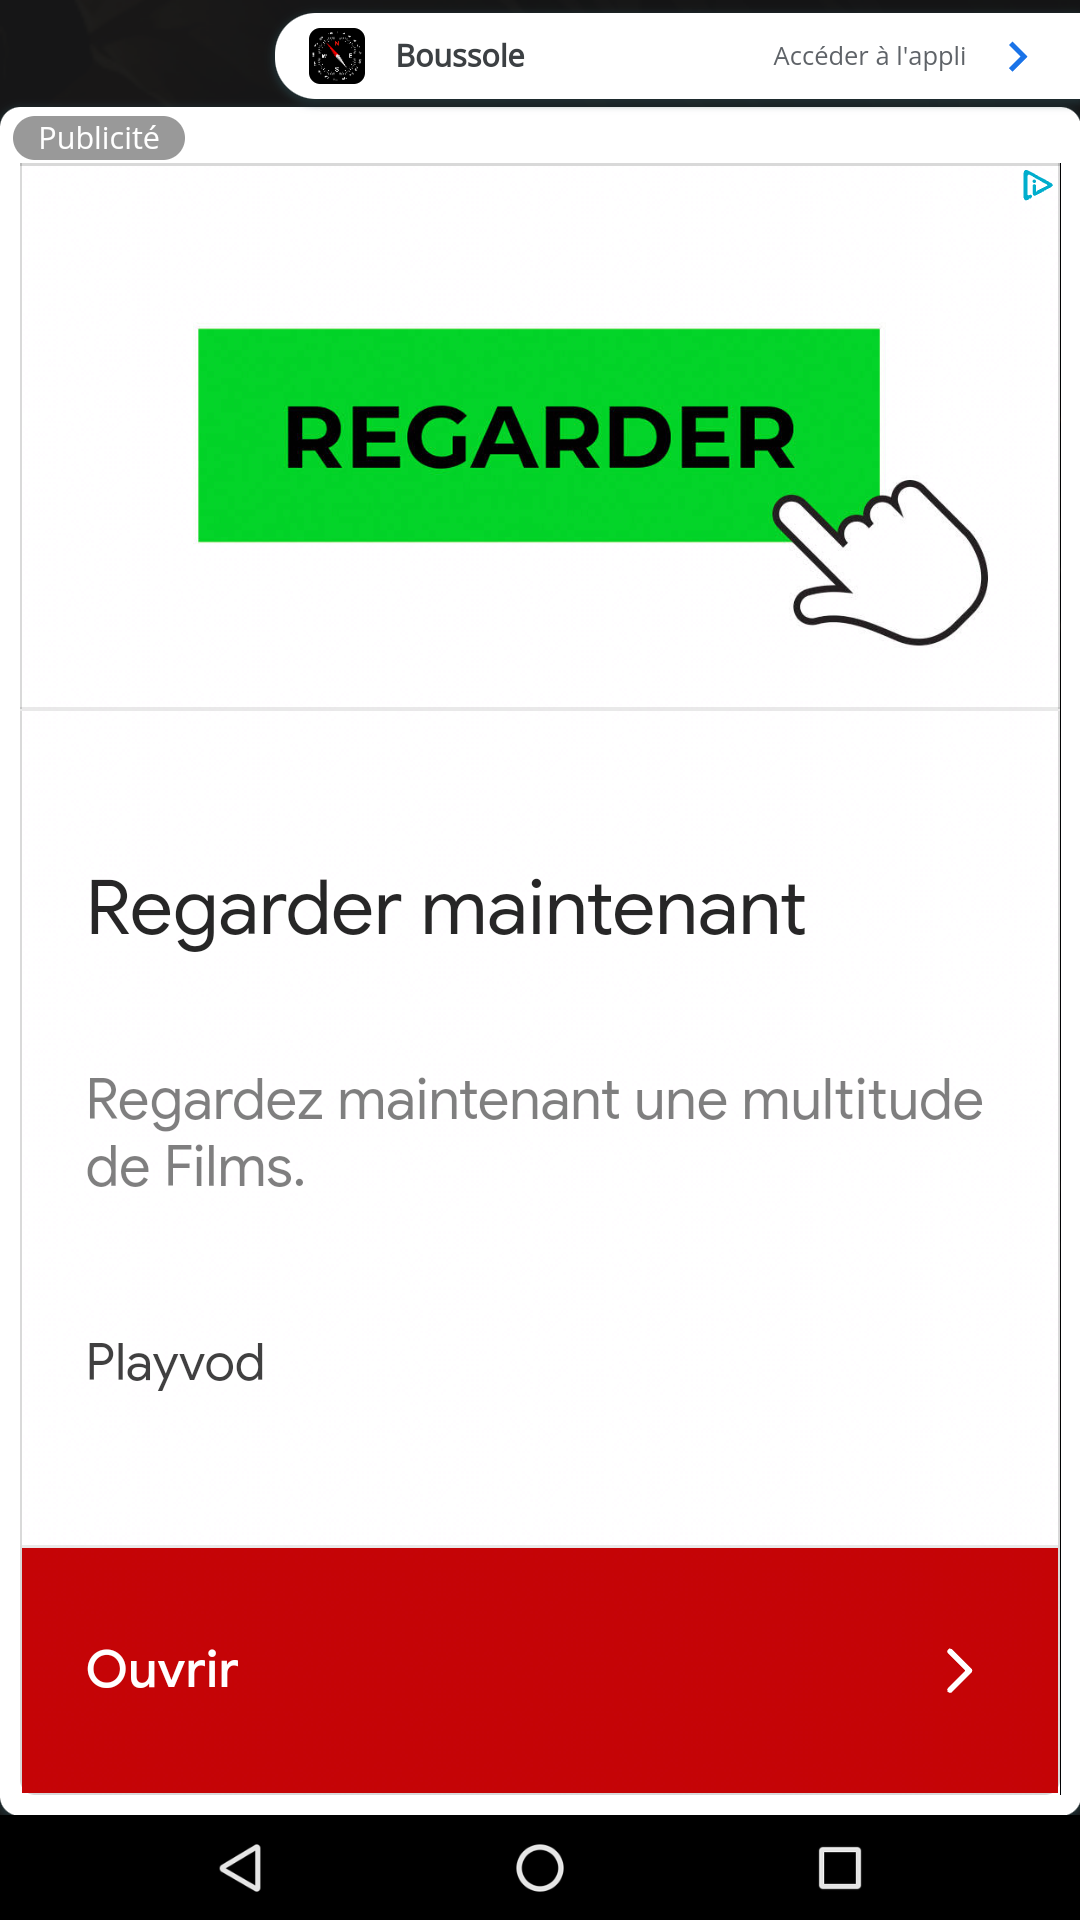 Boussole
Accéder à l'appli
Publicité
REGARDER
Regarder maintenant
Regardez maintenant une multitude
de Films.
Playvod
Ouvrir